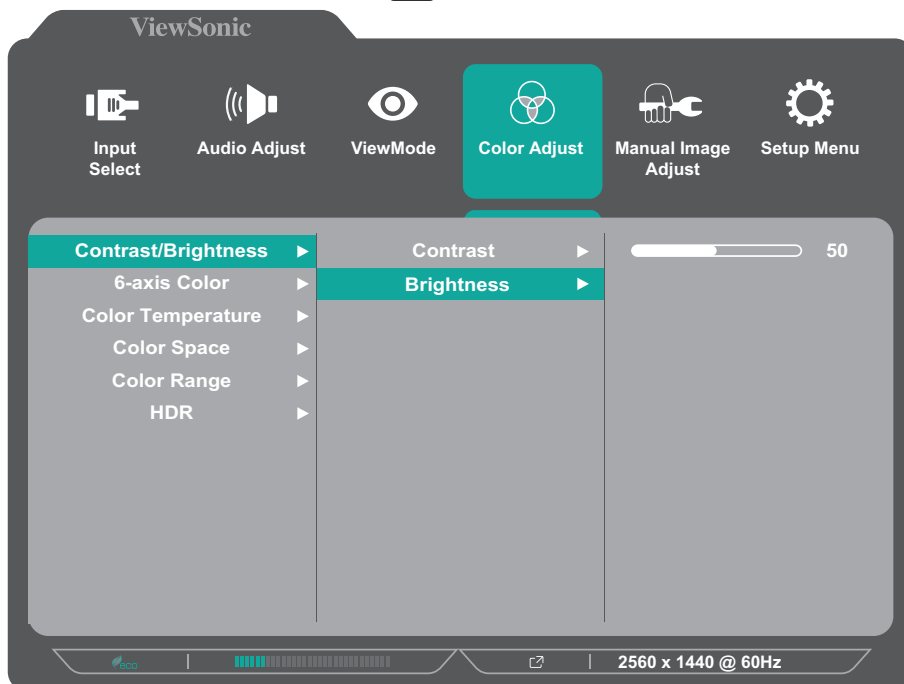 ViewSonic
Input Select
Audio Adjust
ViewMode
Color Adjust
Manual Image Adjust
Setup Menu
Contrast/Brightness
Contrast
50
6-axis Color
Brightness
Color Temperature
Color Space
Color Range
HDR
eco
2560 x 1440 @ 60Hz